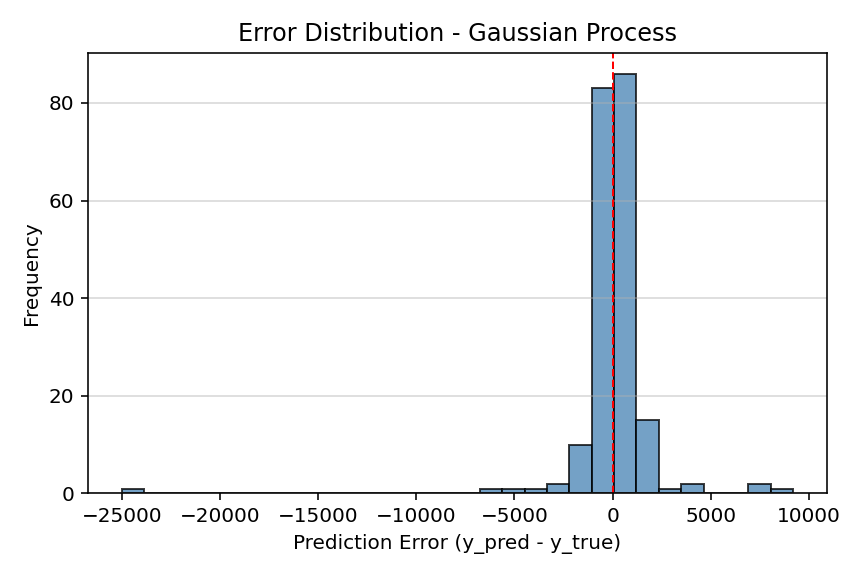 Error Distribution - Gaussian Process
Frequency
80
60
40
20
0
−25000 −20000 −15000 −10000 −5000 0 5000 10000
Prediction Error (y_pred - y_true)